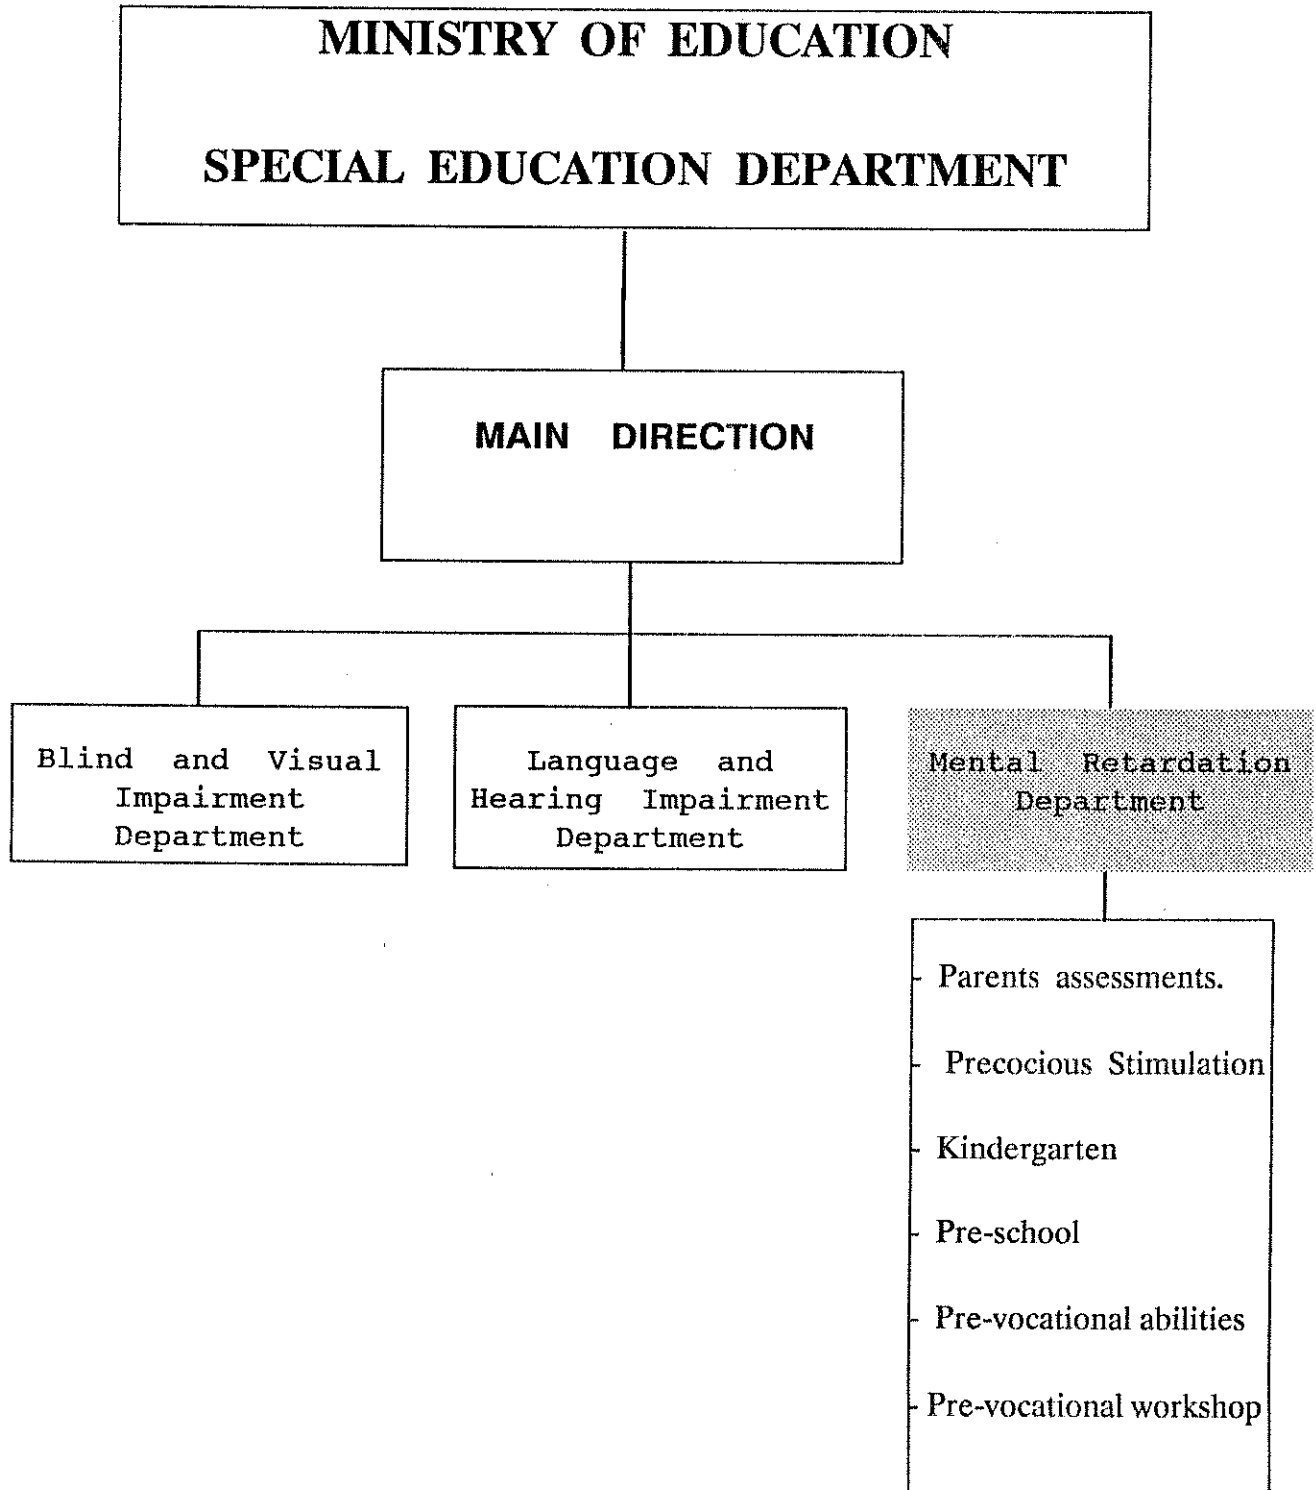 MINISTRY OF EDUCATION
SPECIAL EDUCATION DEPARTMENT
MAIN DIRECTION
Blind and Visual
Impairment
Department
Language and
Hearing Impairment
Department
Mental Retardation
Department
- Parents assessments.
- Precocious Stimulation
- Kindergarten
- Pre-school
- Pre-vocational abilities
- Pre-vocational workshop